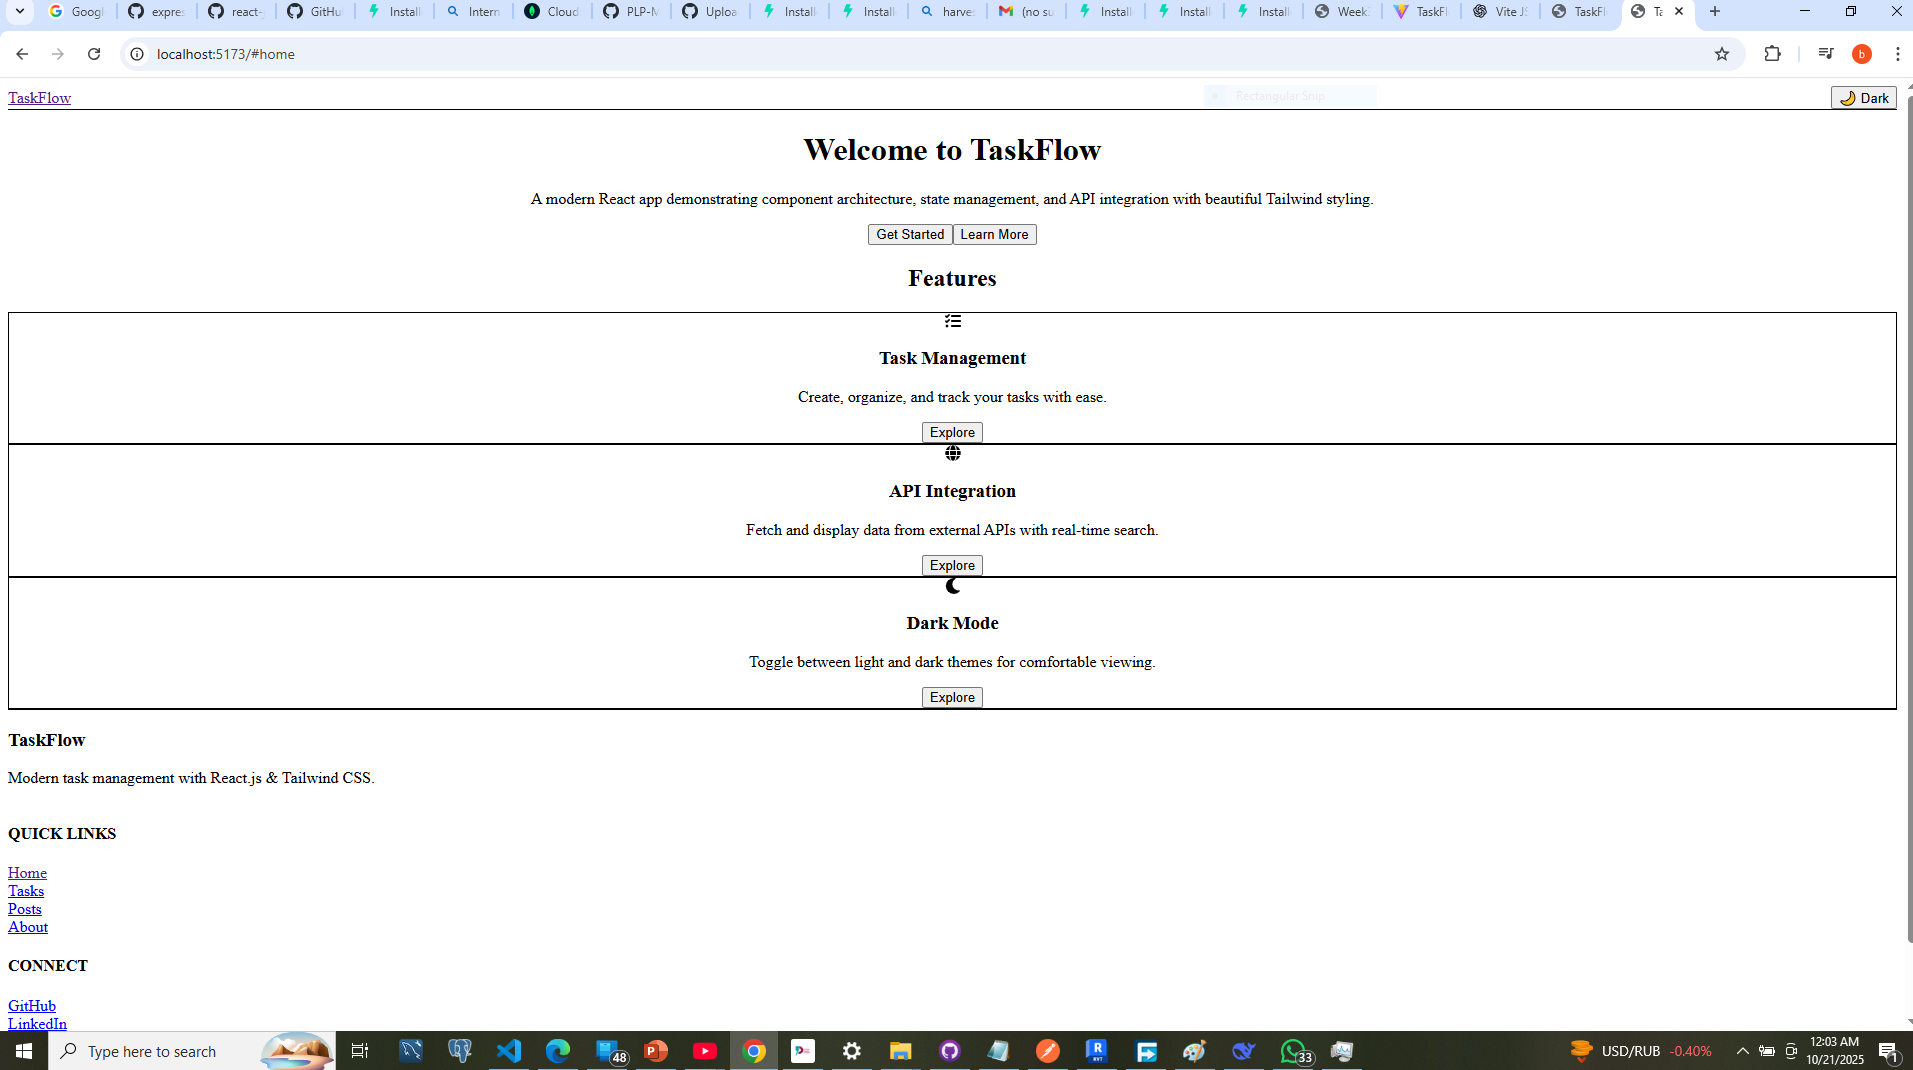 Googl
expres
react-
GitHu
Install
Intern
Cloud
PLP-M
Uploa
Install
Install
harves
(no su
Install
Install
Install
Week
TaskFl
Vite JS
TaskFl
Ta
localhost:5173/#home
b
TaskFlow
Rectangular Snip
🌙 Dark
Welcome to TaskFlow
A modern React app demonstrating component architecture, state management, and API integration with beautiful Tailwind styling.
Get Started Learn More
Features
Task Management
Create, organize, and track your tasks with ease.
Explore
API Integration
Fetch and display data from external APIs with real-time search.
Explore
Dark Mode
Toggle between light and dark themes for comfortable viewing.
Explore
TaskFlow
Modern task management with React.js & Tailwind CSS.
QUICK LINKS
Home
Tasks
Posts
About
CONNECT
GitHub
LinkedIn
Type here to search
48
33
USD/RUB -0.40%
12:03 AM
10/21/2025
1